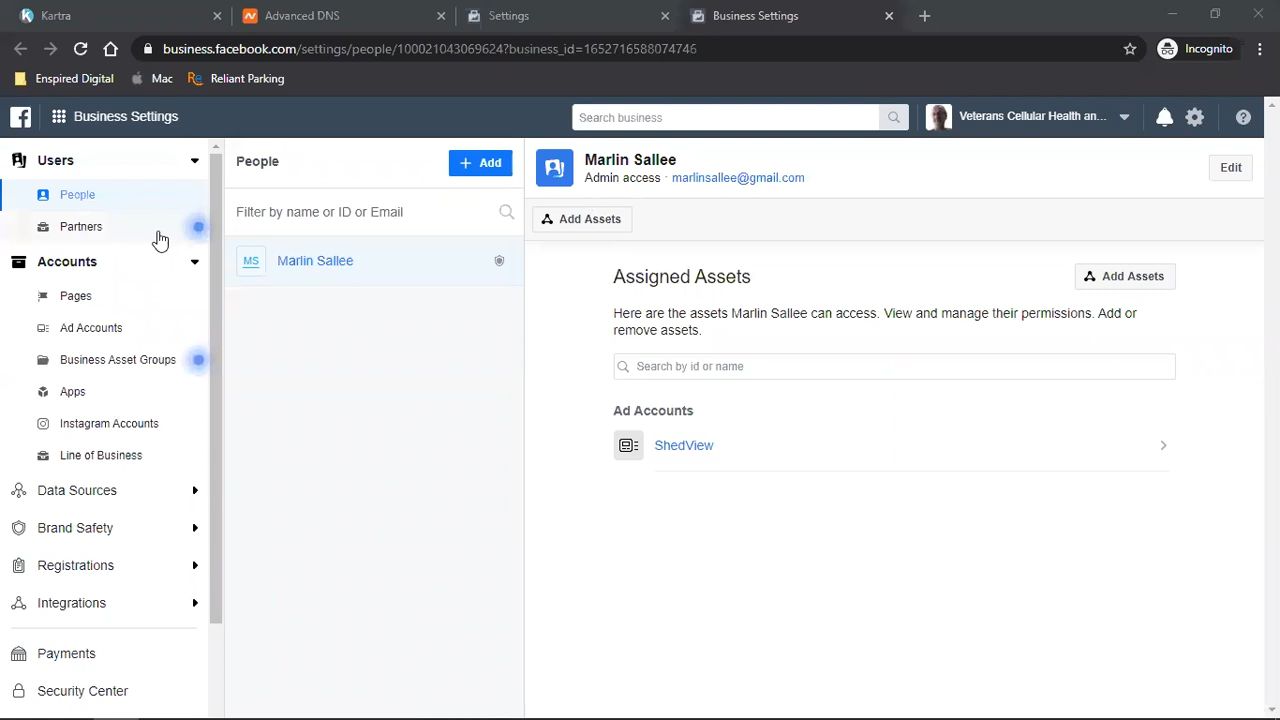 Kartra
Advanced DNS
Settings
Business Settings
business.facebook.com/settings/people/100021043069624?business_id=1652716588074746
Incognito
Enspired Digital
Mac
Re
Reliant Parking
Business Settings
Search business
Veterans Cellular Health an...
Users
People
Partners
Accounts
Pages
Ad Accounts
Business Asset Groups
Apps
Instagram Accounts
Line of Business
Data Sources
Brand Safety
Registrations
Integrations
Payments
Security Center
People
+ Add
Filter by name or ID or Email
MS
Marlin Sallee
Marlin Sallee
Admin access · marlinsallee@gmail.com
Edit
Add Assets
Assigned Assets
Add Assets
Here are the assets Marlin Sallee can access. View and manage their permissions. Add or
remove assets.
Search by id or name
Ad Accounts
ShedView